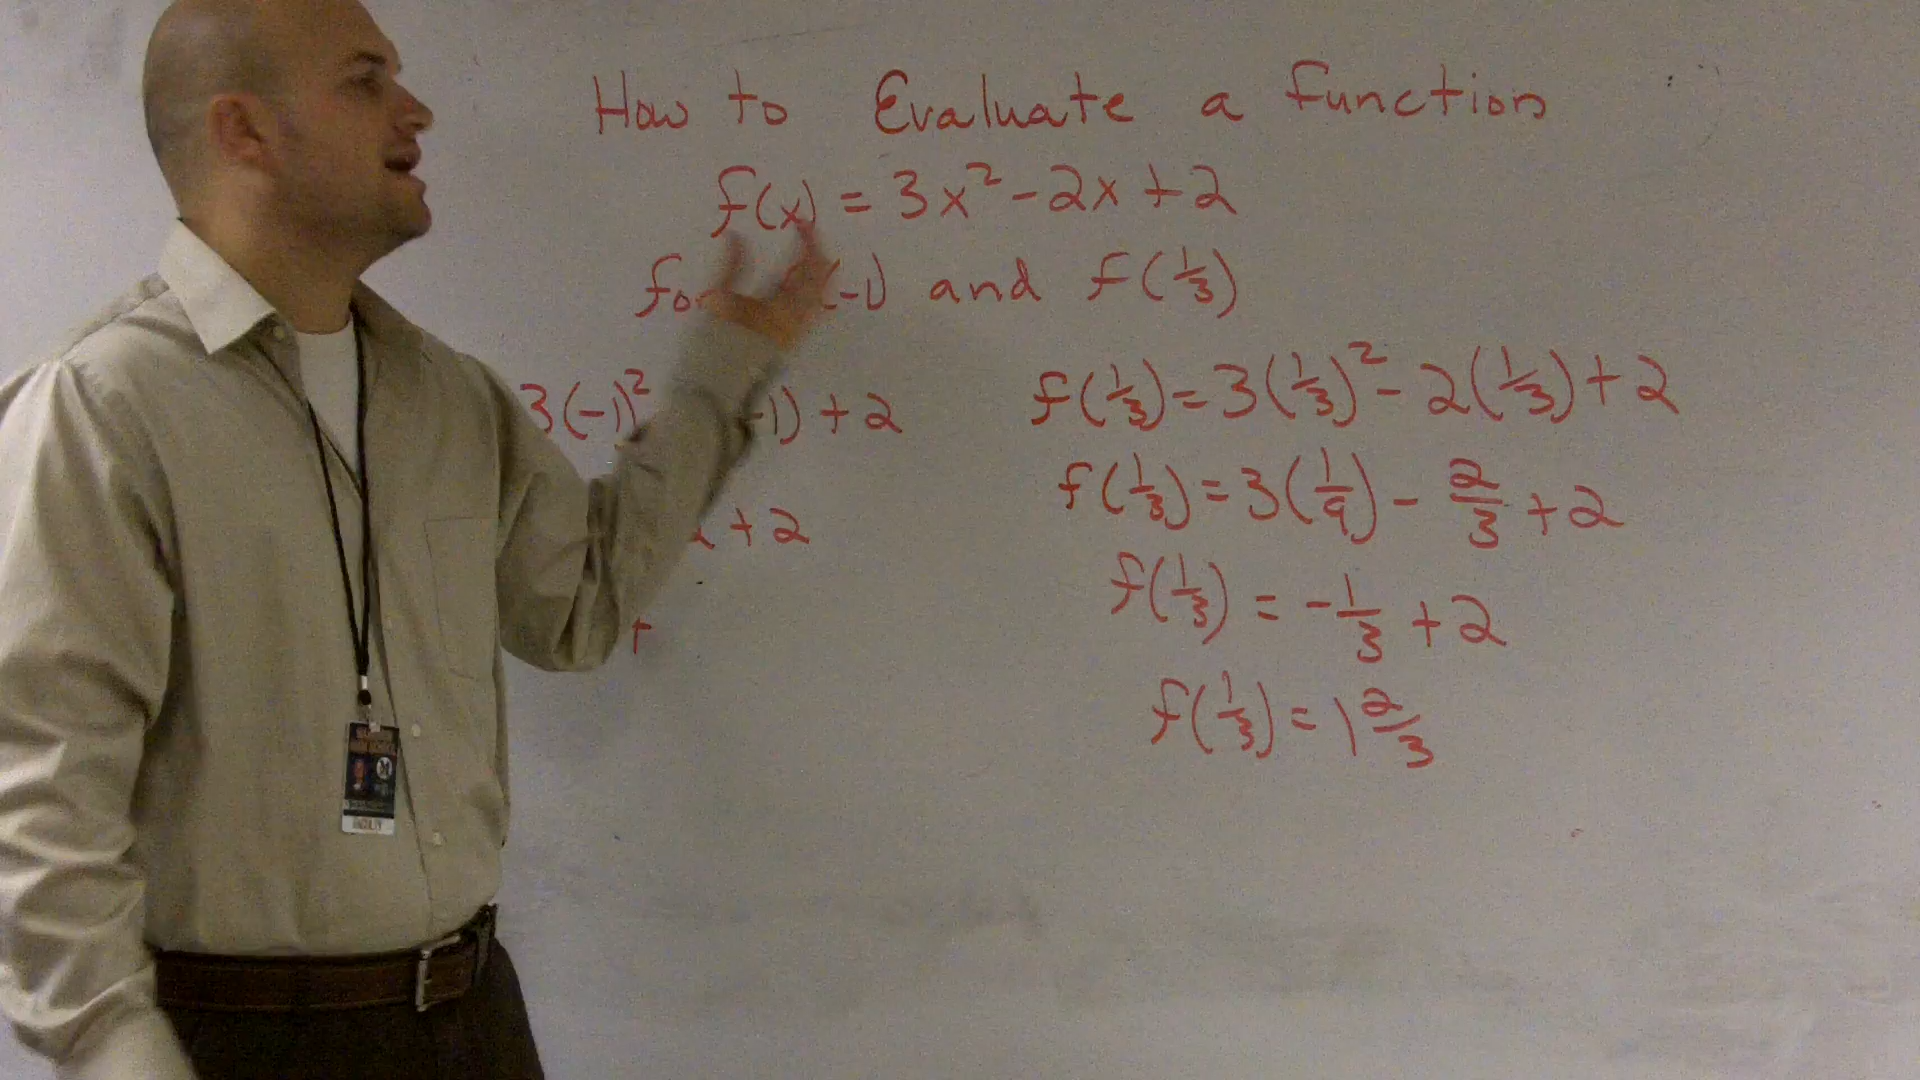 How to Evaluate a function
f(x) = 3x² - 2x + 2
for (-1) and f(1/3)
3(-1)² -1) + 2
+ 2
f(1/3) = 3(1/3)² - 2(1/3) + 2
f(1/3) = 3(1/9) - 2/3 + 2
f(1/3) = -1/3 + 2
f(1/3) = 1 2/3